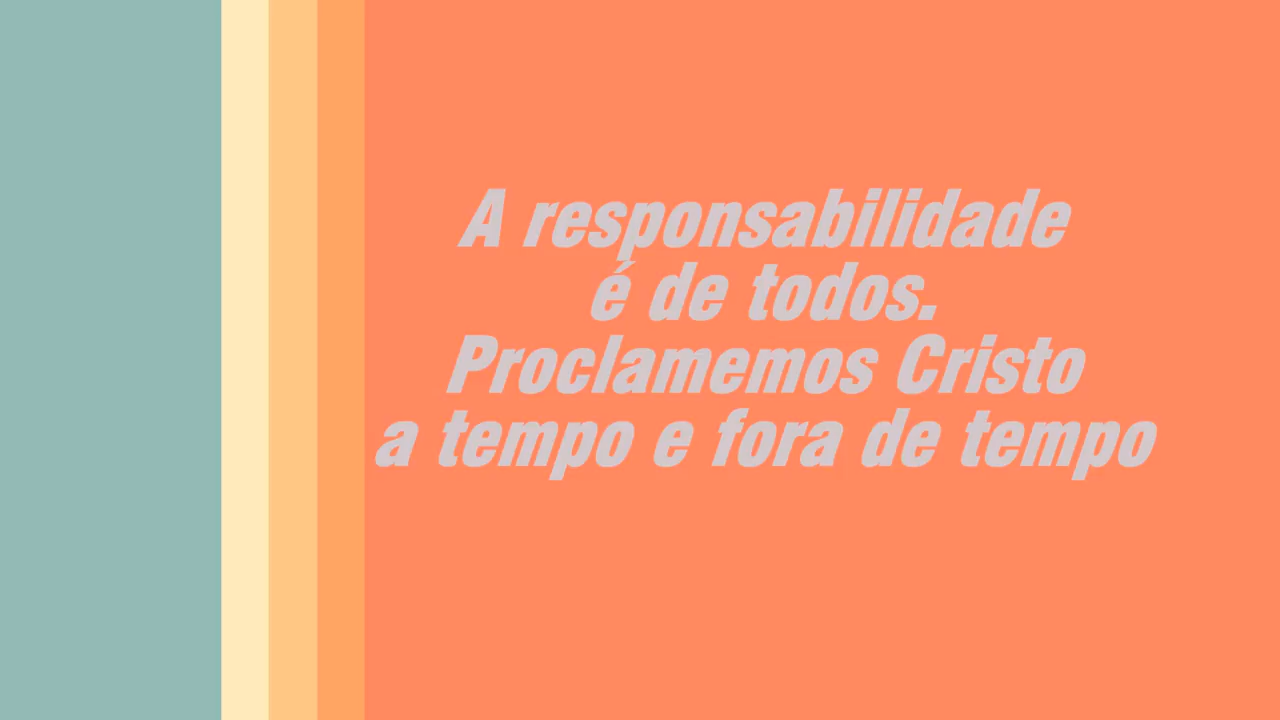 A responsabilidade
é de todos.
Proclamemos Cristo
a tempo e fora de tempo